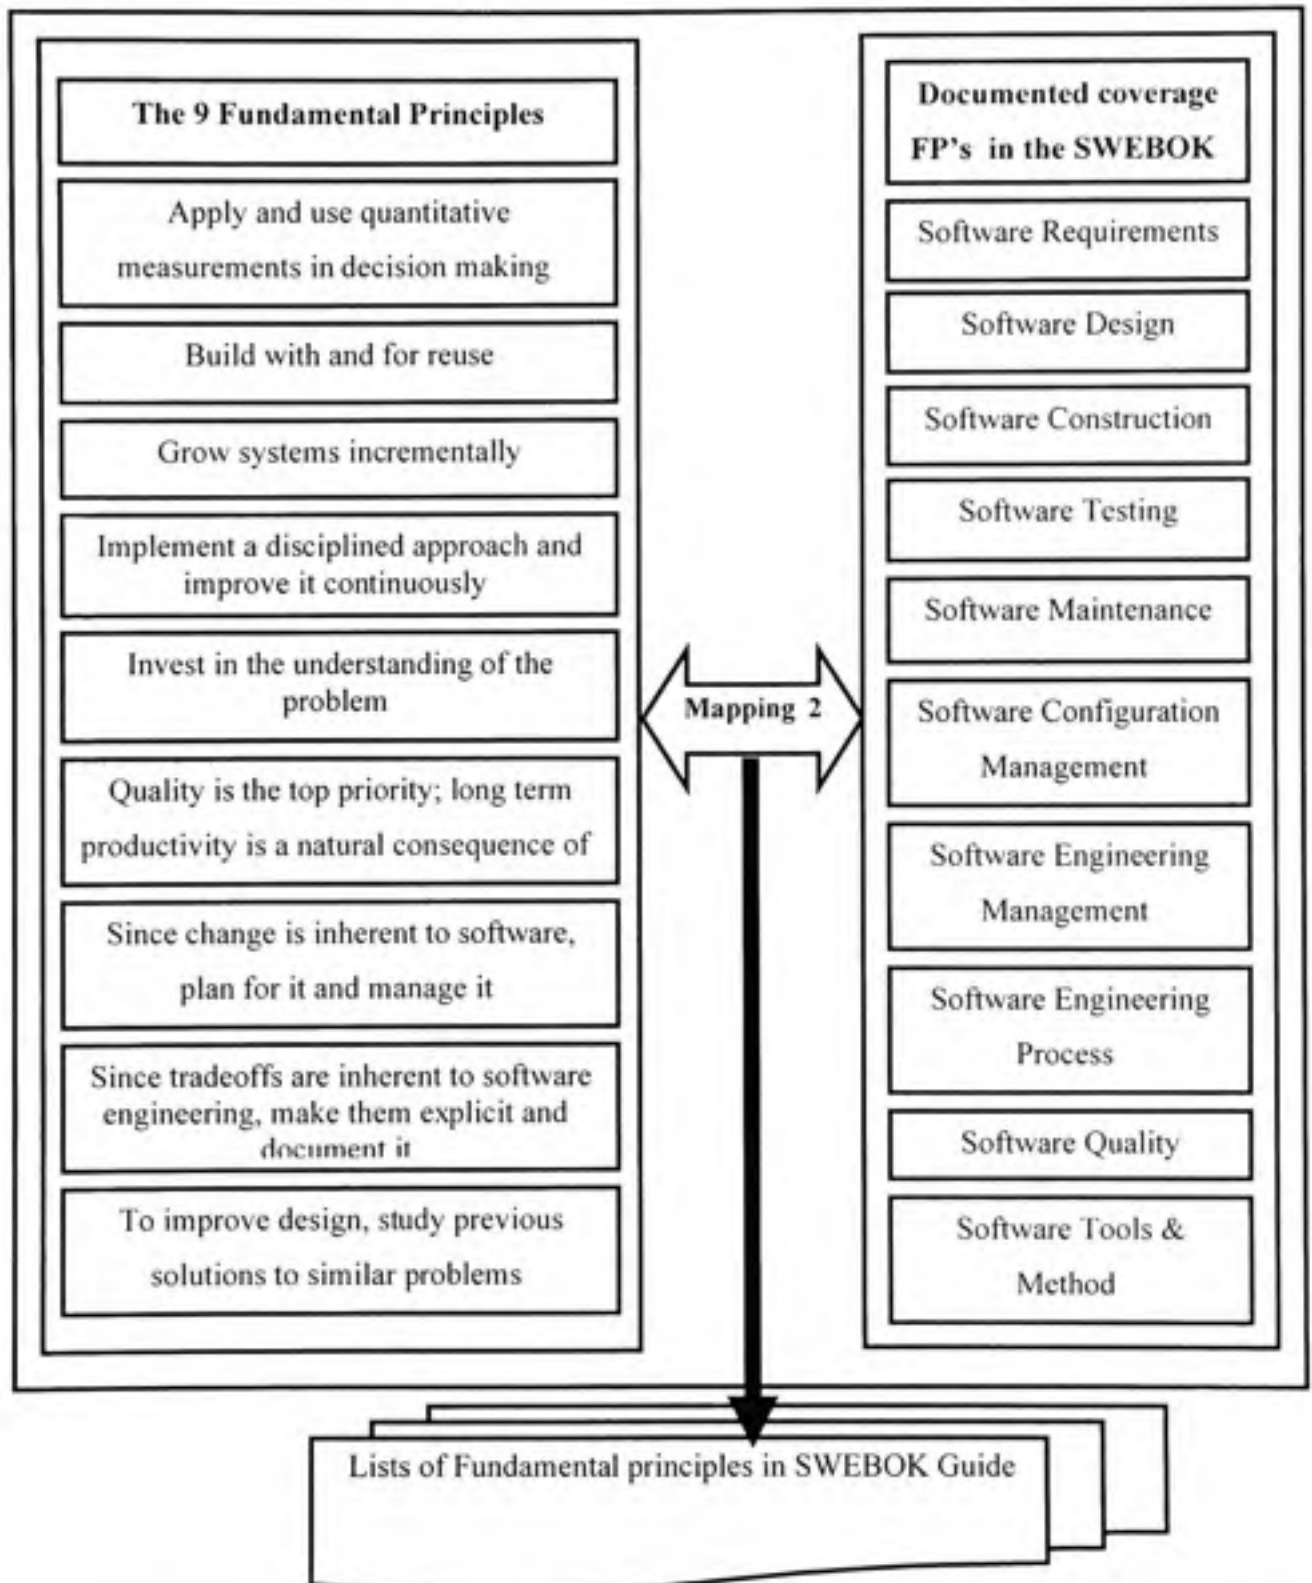 The 9 Fundamental Principles
Apply and use quantitative
measurements in decision making
Build with and for reuse
Grow systems incrementally
Implement a disciplined approach and
improve it continuously
Invest in the understanding of the
problem
Quality is the top priority; long term
productivity is a natural consequence of
Since change is inherent to software,
plan for it and manage it
Since tradeoffs are inherent to software
engineering, make them explicit and
document it
To improve design, study previous
solutions to similar problems
Mapping 2
Documented coverage
FP's in the SWEBOK
Software Requirements
Software Design
Software Construction
Software Testing
Software Maintenance
Software Configuration
Management
Software Engineering
Management
Software Engineering
Process
Software Quality
Software Tools &
Method
Lists of Fundamental principles in SWEBOK Guide